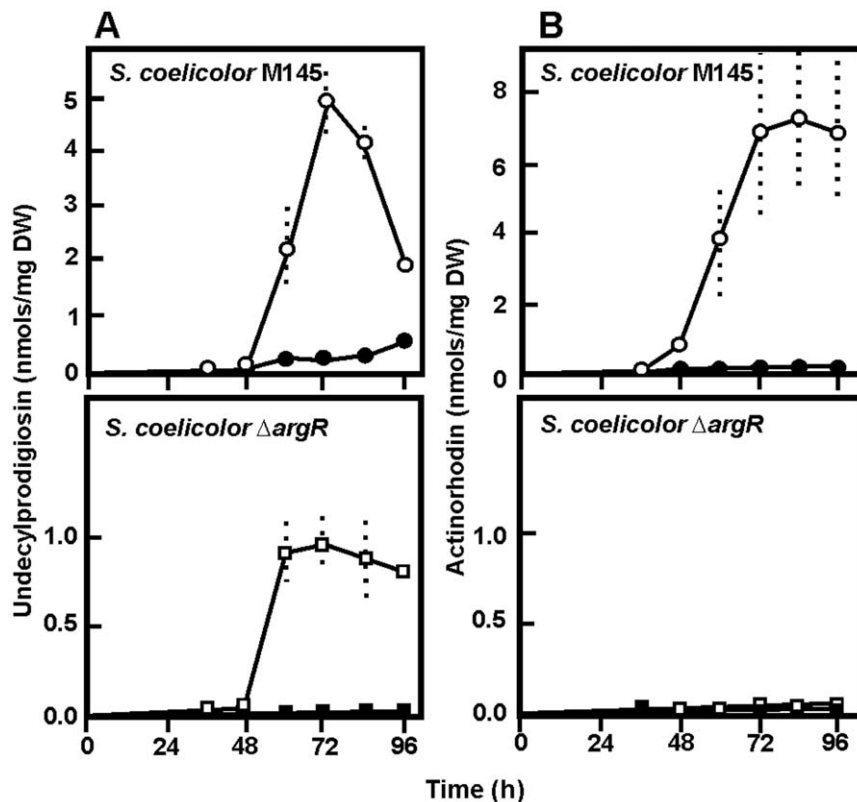 A
B
S. coelicolor M145
S. coelicolor M145
5
4
3
2
1
0
8
6
4
7
0
S. coelicolor ΔargR
S. coelicolor ΔargR
1.0
0.5
0.0
1.0
0.5
0.0
0 24 48 72 96
0 24 48 72 96
Undecylprodigiosin (nmols/mg DW)
Actinorhodin (nmols/mg DW)
Time (h)